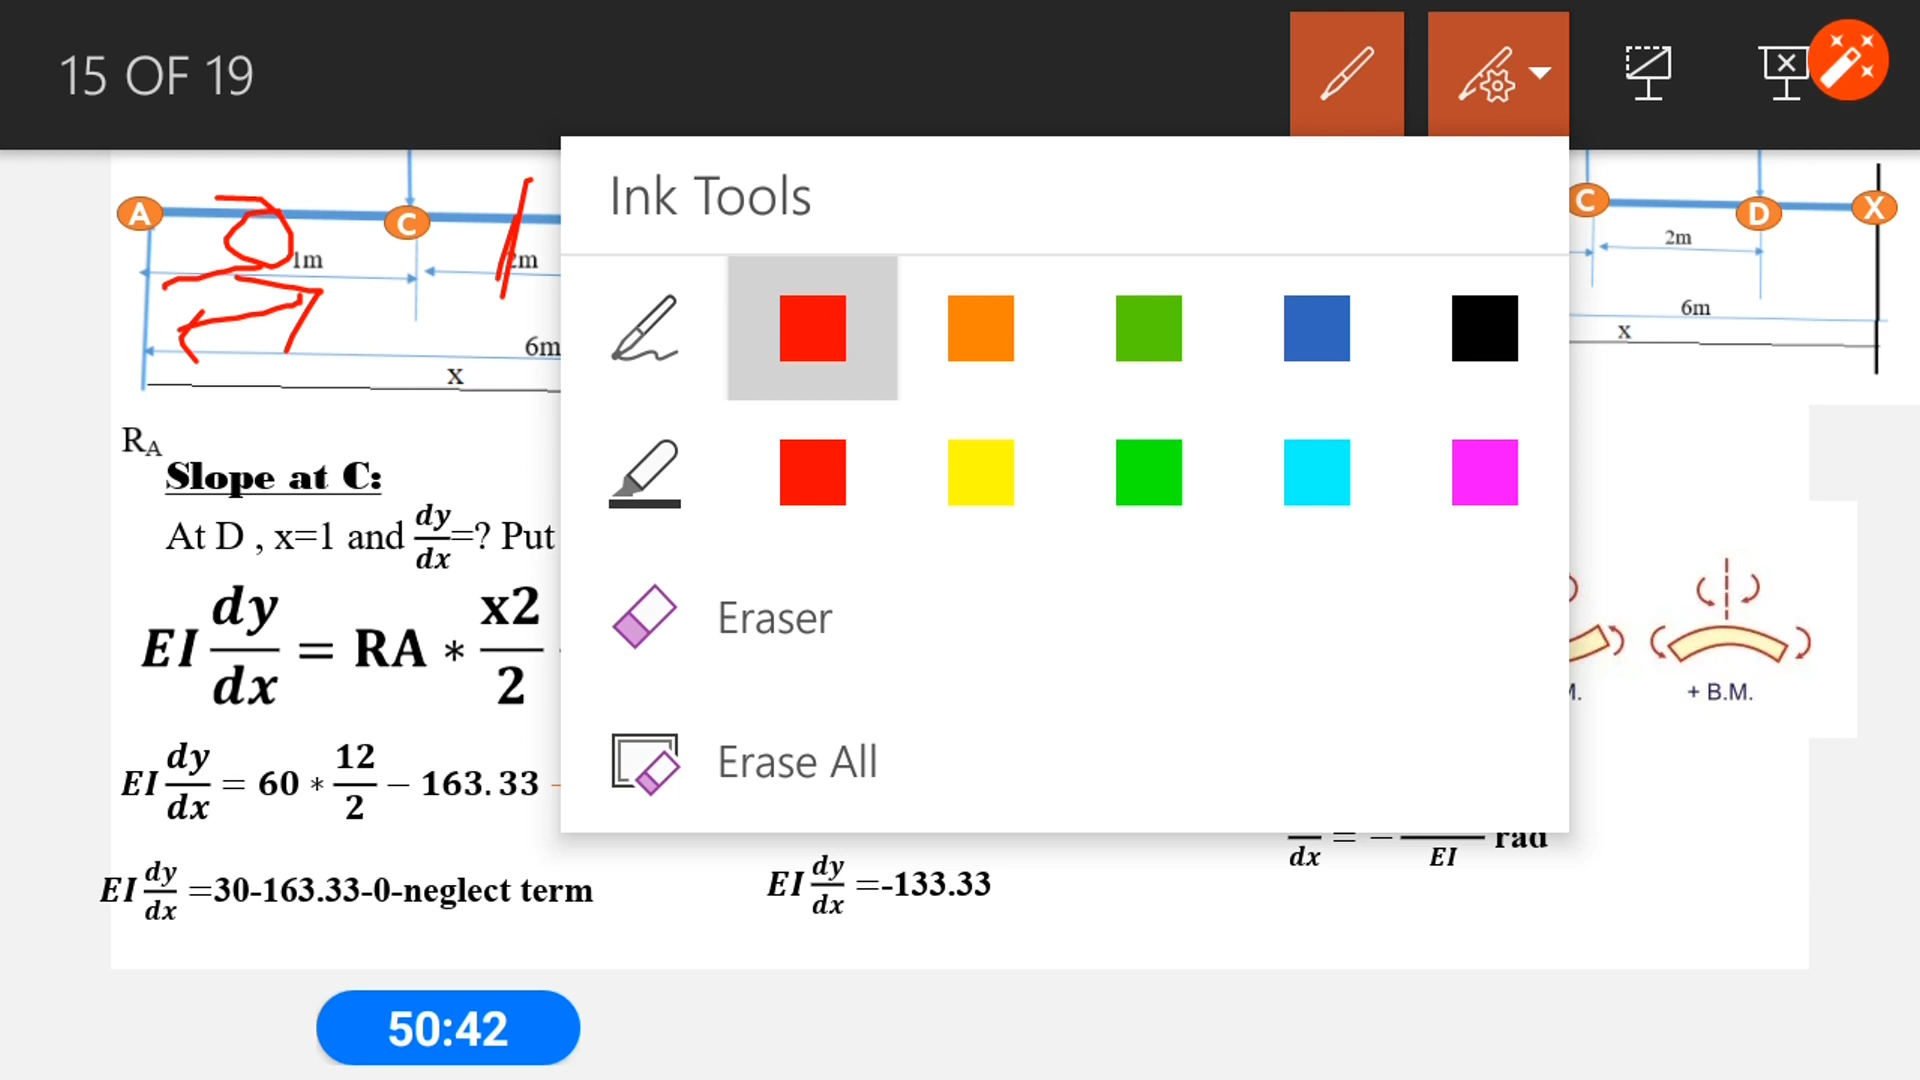 15 OF 19
Ink Tools
Eraser
Erase All
A
C
1m
2m
6m
x
C
D
X
2m
6m
x
RA
Slope at C:
At D , x=1 and dy/dx=? Put
EI dy/dx = RA * x2/2
EI dy/dx = 60 * 12/2 − 163.33 −
EI dy/dx =30-163.33-0-neglect term
EI dy/dx =-133.33
dx = − EI rad
+ B.M.
50:42